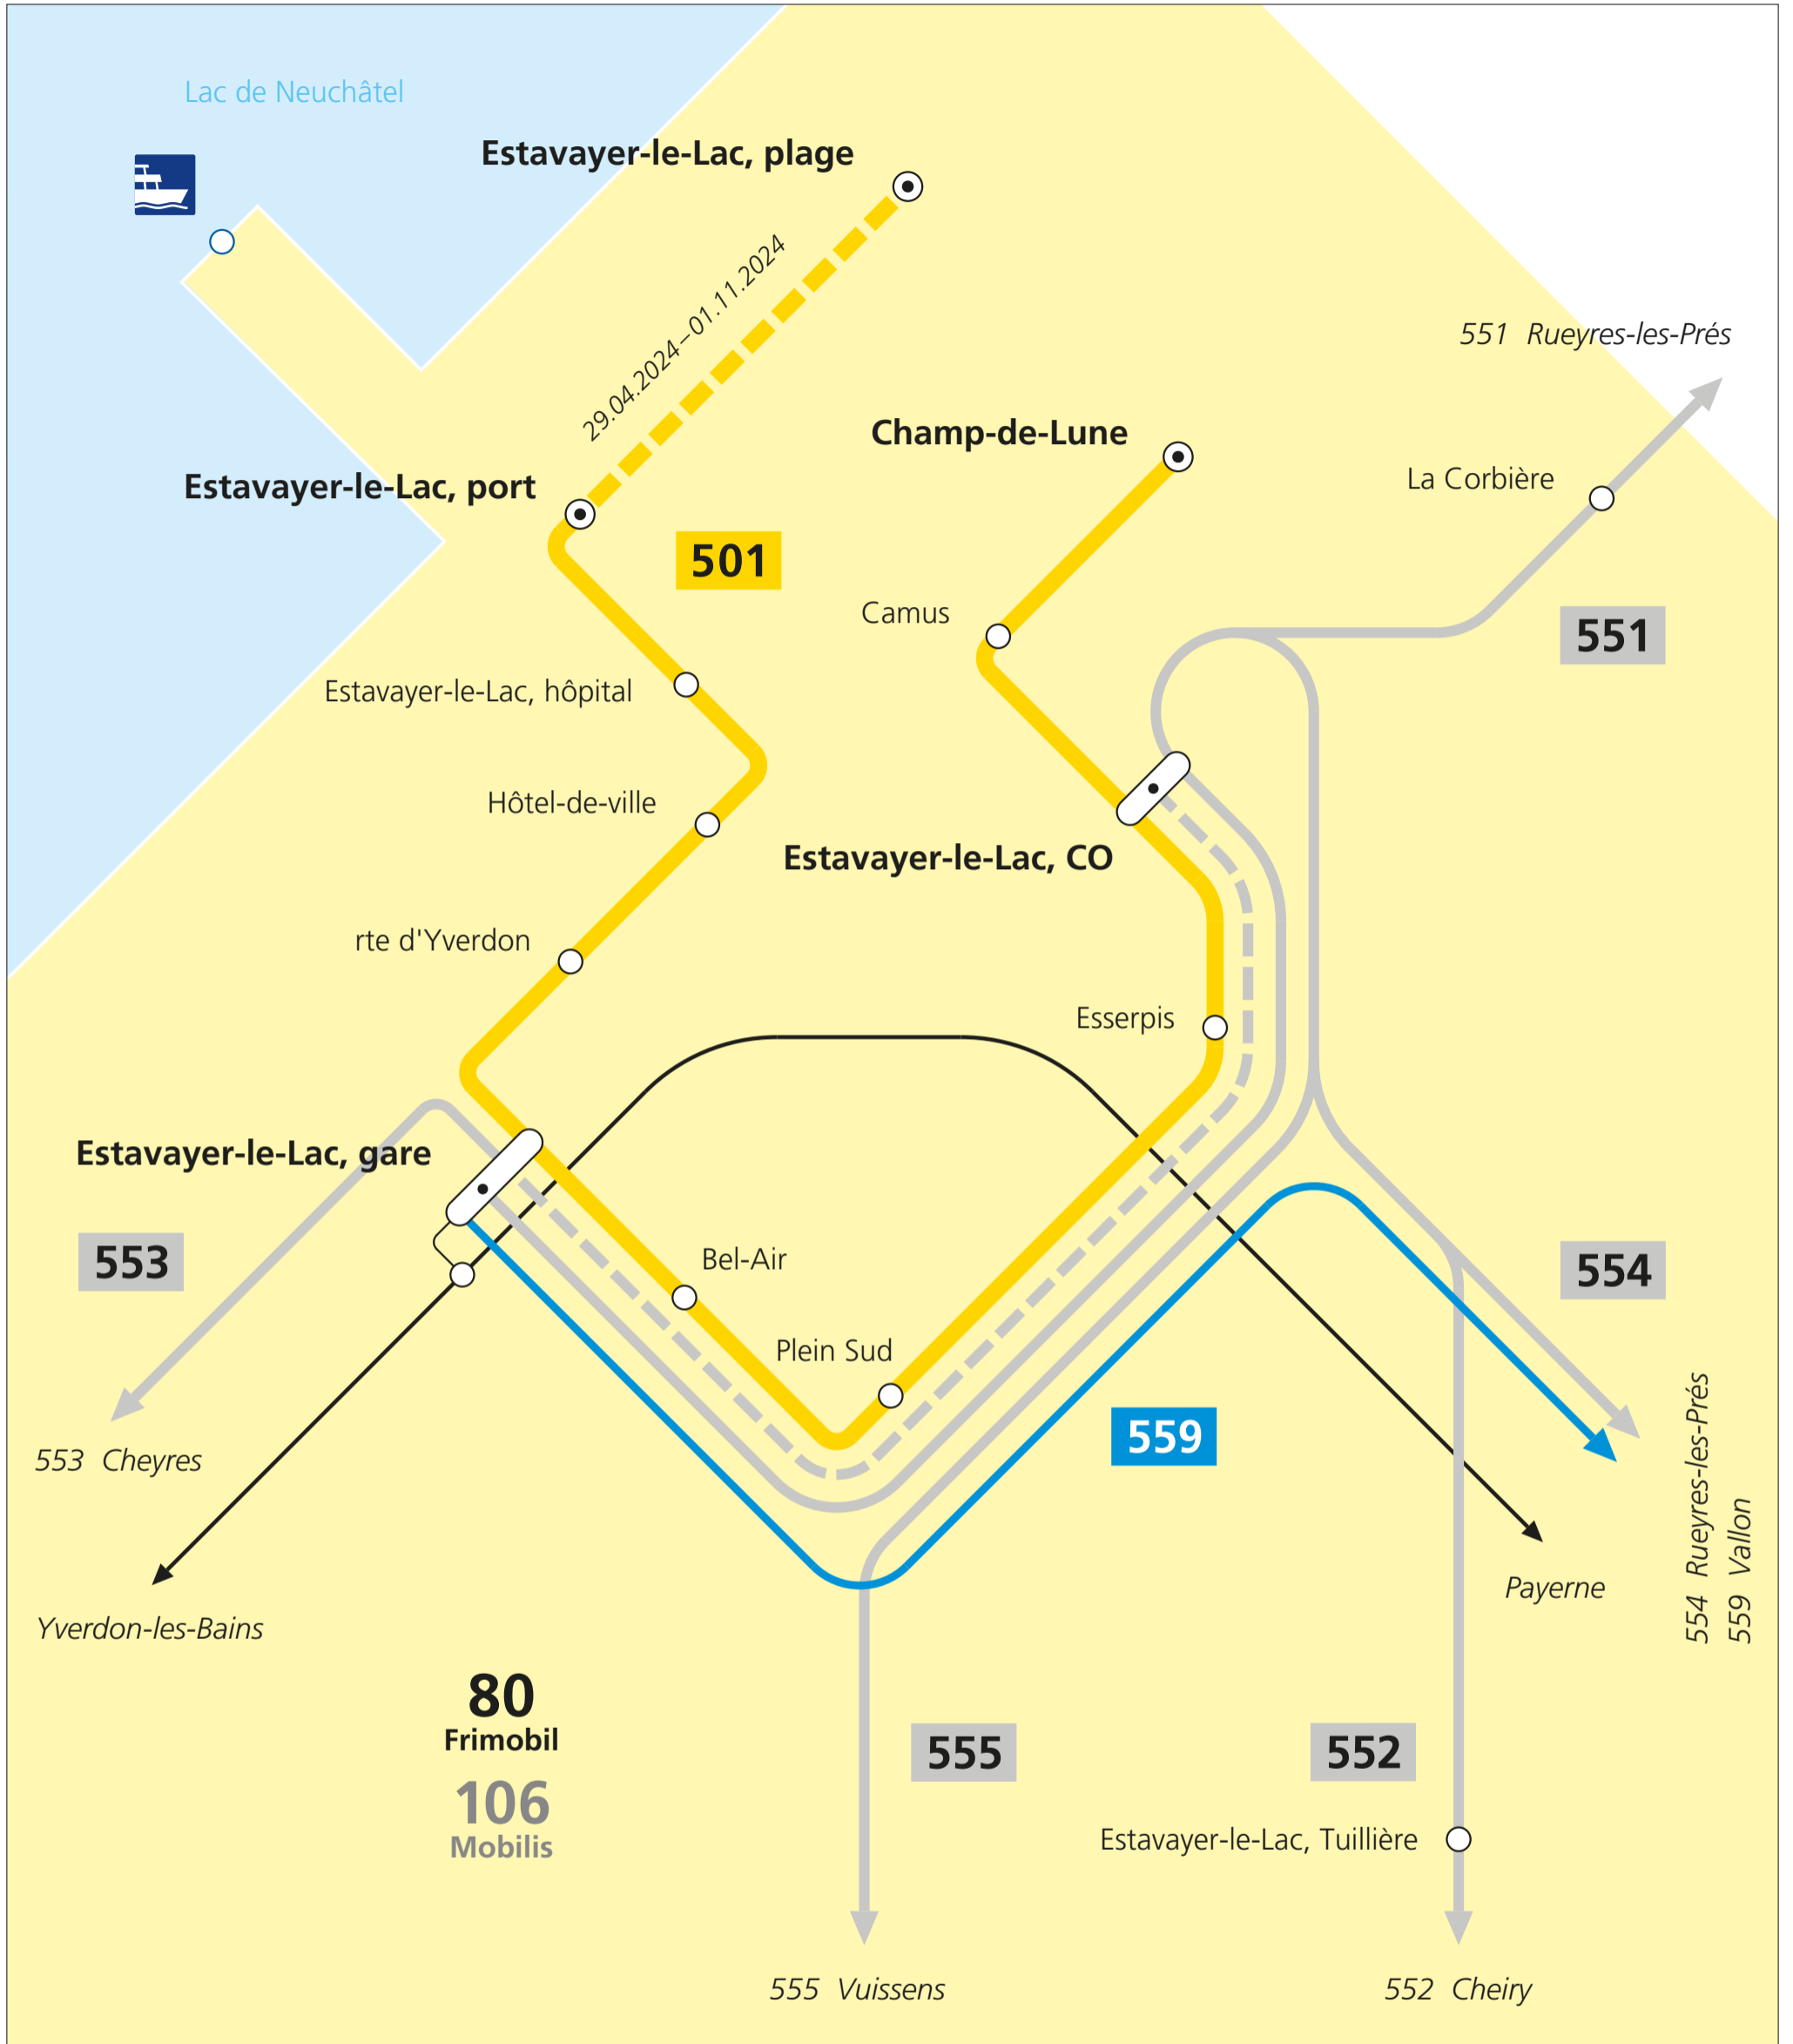 Lac de Neuchâtel
Estavayer-le-Lac, plage
29.04.2024–01.11.2024
551 Rueyres-les-Prés
Champ-de-Lune
La Corbière
Estavayer-le-Lac, port
501
Camus
551
Estavayer-le-Lac, hôpital
Hôtel-de-ville
Estavayer-le-Lac, CO
rte d'Yverdon
Esserpis
Estavayer-le-Lac, gare
553
Bel-Air
554
Plein Sud
559
553 Cheyres
554 Rueyres-les-Prés
559 Vallon
Payerne
Yverdon-les-Bains
80
Frimobil
106
Mobilis
555
552
Estavayer-le-Lac, Tuillière
555 Vuissens
552 Cheiry